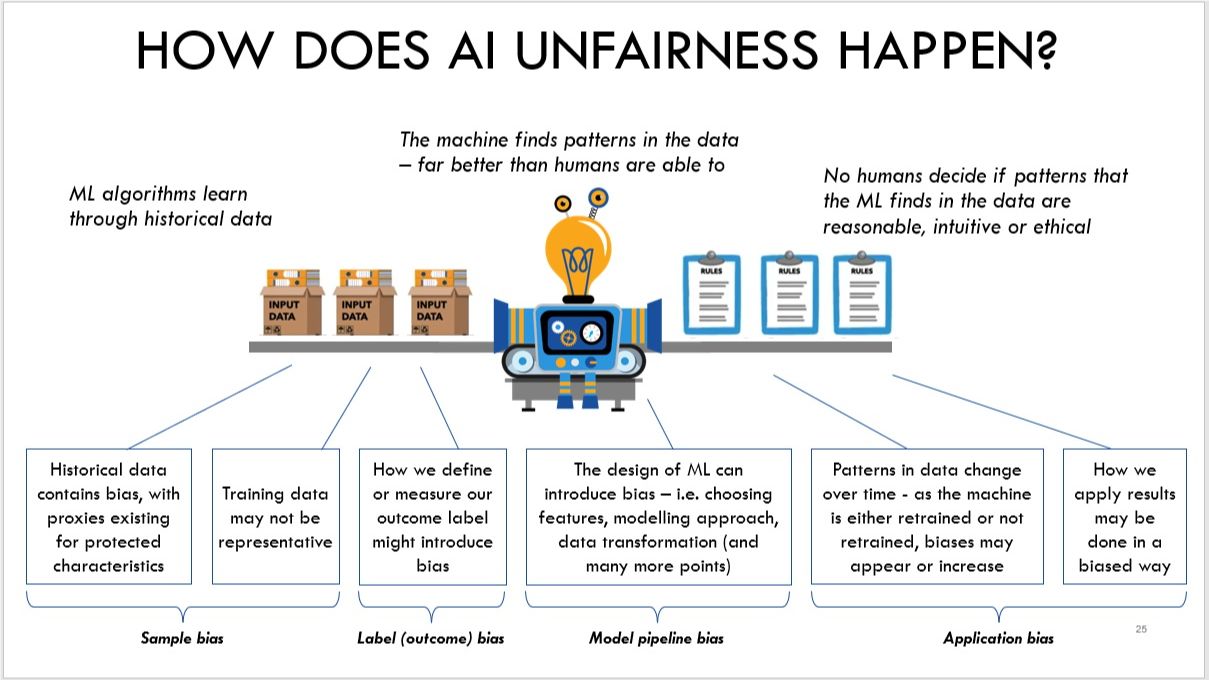 HOW DOES AI UNFAIRNESS HAPPEN?
The machine finds patterns in the data
– far better than humans are able to
ML algorithms learn
through historical data
No humans decide if patterns that
the ML finds in the data are
reasonable, intuitive or ethical
INPUT
DATA
INPUT
DATA
INPUT
DATA
RULES
RULES
RULES
Historical data
contains bias, with
proxies existing
for protected
characteristics
Training data
may not be
representative
How we define
or measure our
outcome label
might introduce
bias
The design of ML can
introduce bias – i.e. choosing
features, modelling approach,
data transformation (and
many more points)
Patterns in data change
over time - as the machine
is either retrained or not
retrained, biases may
appear or increase
How we
apply results
may be
done in a
biased way
Sample bias
Label (outcome) bias
Model pipeline bias
Application bias
25